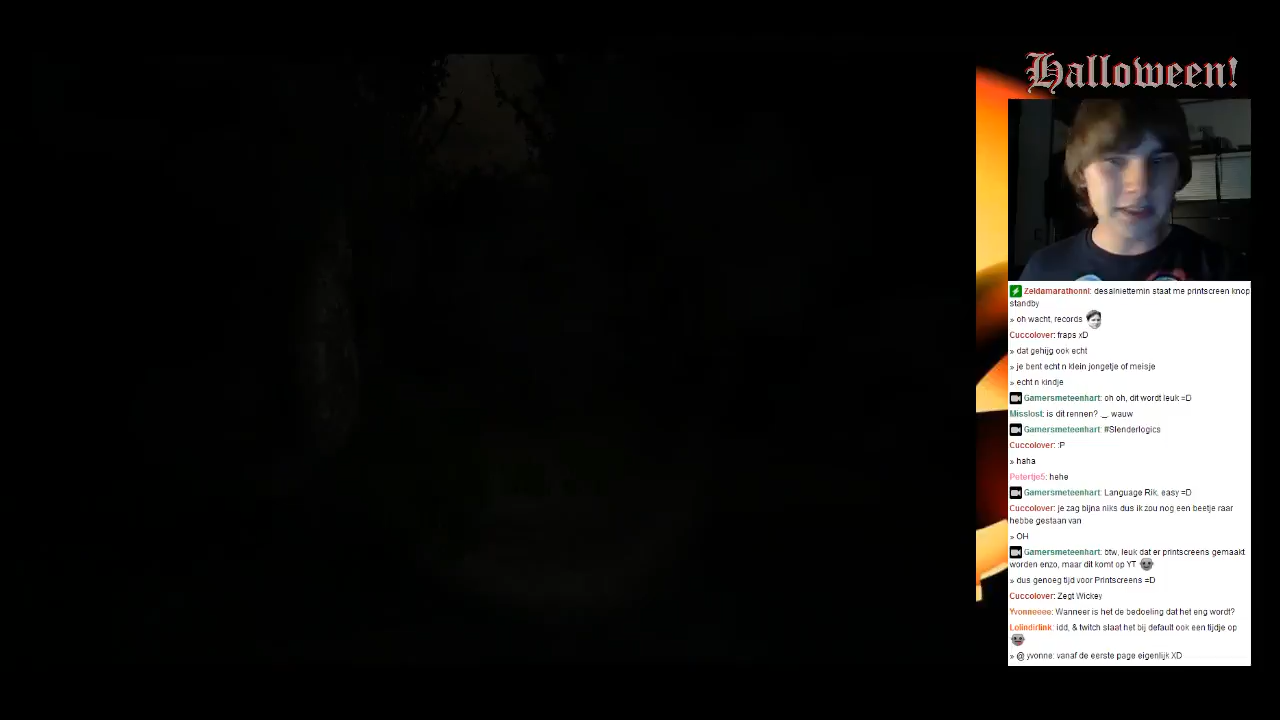 Halloween!
Zeldamarathonnl: desalniettemin staat me printscreen knop
standby
» oh wacht, records
Cuccolover: fraps xD
» dat gehijg ook echt
» je bent echt n klein jongetje of meisje
» echt n kindje
Gamersmeteenhart: oh oh, dit wordt leuk =D
Misslost: is dit rennen? ._. wauw
Gamersmeteenhart: #Slenderlogics
Cuccolover: :P
» haha
Petertje5: hehe
Gamersmeteenhart: Language Rik, easy =D
Cuccolover: je zag bijna niks dus ik zou nog een beetje raar
hebbe gestaan van
» OH
Gamersmeteenhart: btw, leuk dat er printscreens gemaakt
worden enzo, maar dit komt op YT
» dus genoeg tijd voor Printscreens =D
Cuccolover: Zegt Wickey
Yvonneeee: Wanneer is het de bedoeling dat het eng wordt?
Lolindirlink: idd, & twitch slaat het bij default ook een tijdje op
» @ yvonne: vanaf de eerste page eigenlijk XD